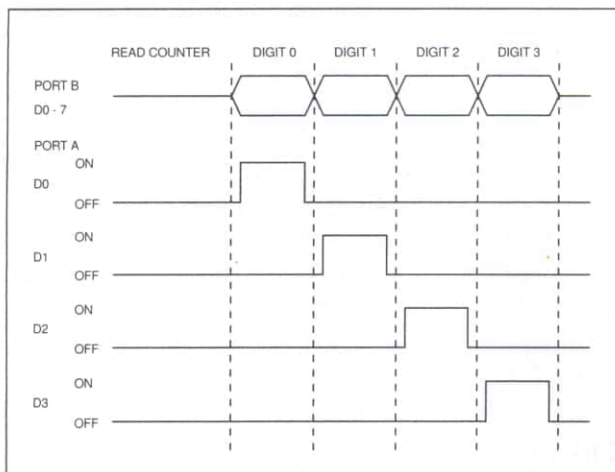 READ COUNTER DIGIT 0 DIGIT 1 DIGIT 2 DIGIT 3
PORT B
D0 - 7
PORT A
ON
D0
OFF
ON
D1
OFF
ON
D2
OFF
ON
D3
OFF